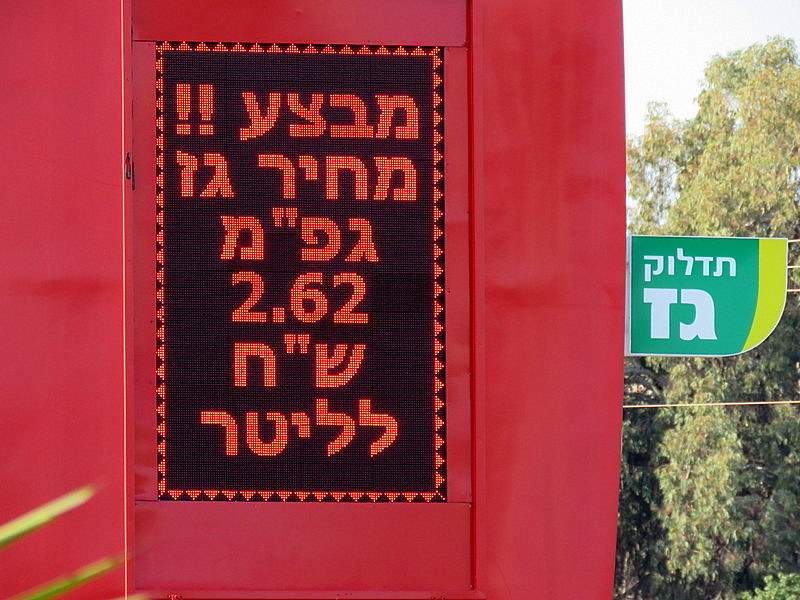 מבצע !!
מחיר גז
גפ"מ
2.62
ש"ח
לליטר
תדלוק
גז